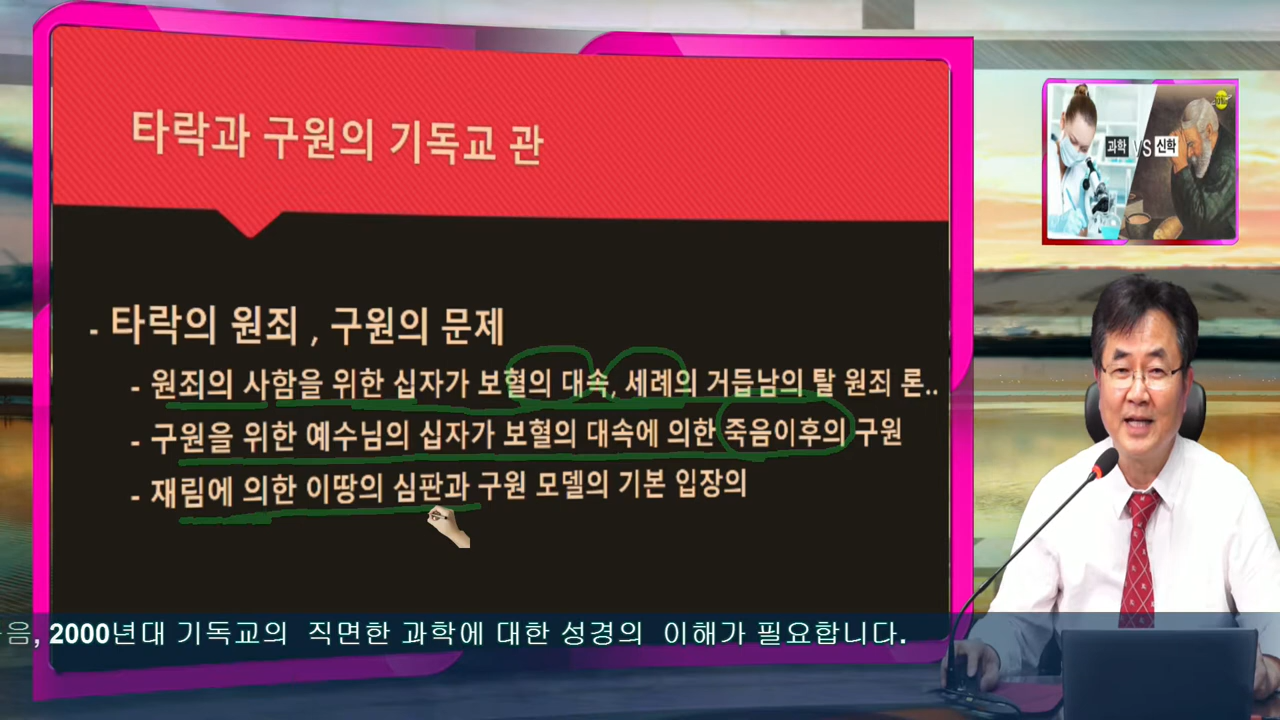 타락과 구원의 기독교 관
- 타락의 원죄 , 구원의 문제
- 원죄의 사함을 위한 십자가 보혈의 대속, 세례의 거듭남의 탈 원죄 론..
- 구원을 위한 예수님의 십자가 보혈의 대속에 의한 죽음이후의 구원
- 재림에 의한 이땅의 심판과 구원 모델의 기본 입장의
과학 VS 신학
음, 2000년대 기독교의 직면한 과학에 대한 성경의 이해가 필요합니다.